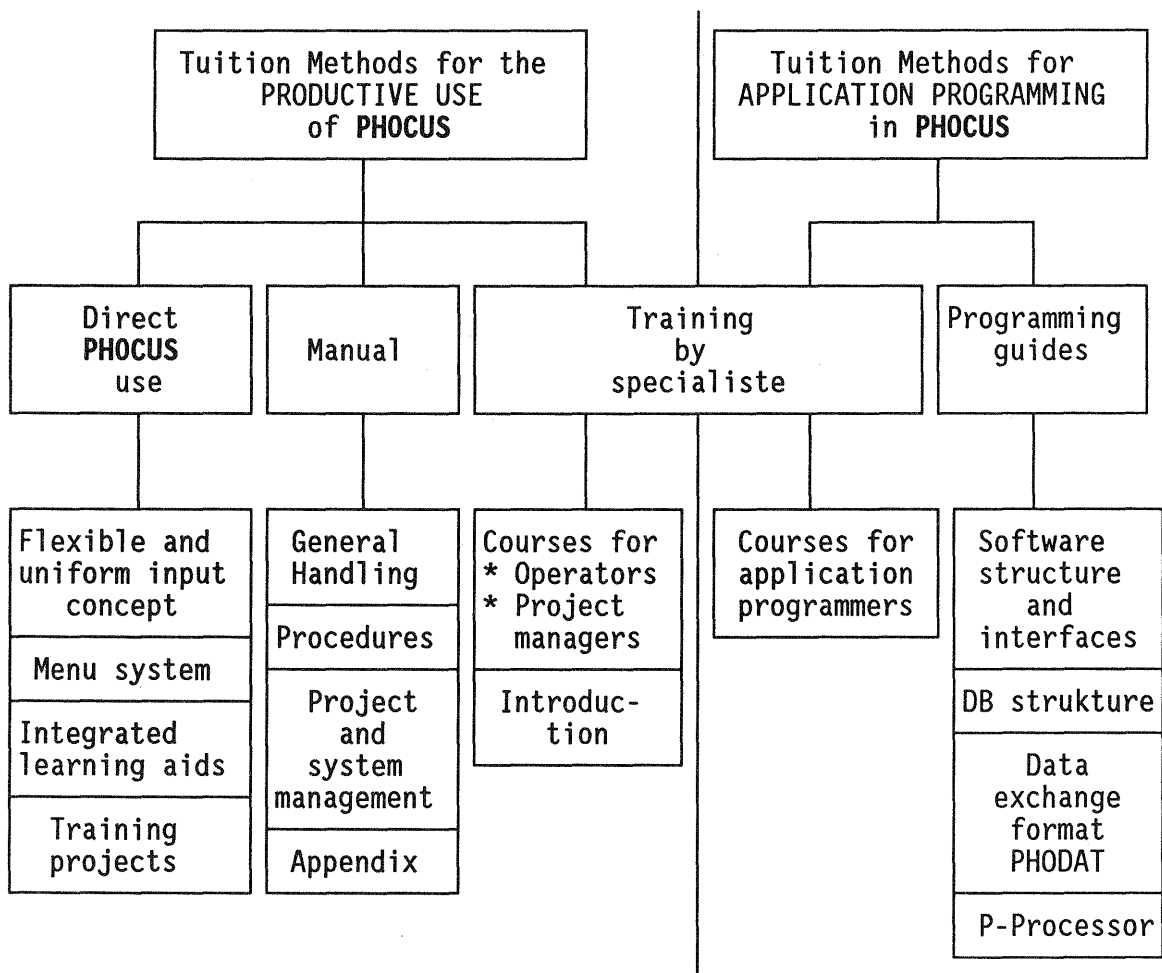 Tuition Methods for the
PRODUCTIVE USE
of PHOCUS
Tuition Methods for
APPLICATION PROGRAMMING
in PHOCUS
Direct
PHOCUS
use
Manual
Training
by
specialiste
Programming
guides
Flexible and
uniform input
concept
Menu system
Integrated
learning aids
Training
projects
General
Handling
Procedures
Project
and
system
management
Appendix
Courses for
* Operators
* Project
managers
Introduc-
tion
Courses for
application
programmers
Software
structure
and
interfaces
DB strukture
Data
exchange
format
PHODAT
P-Processor